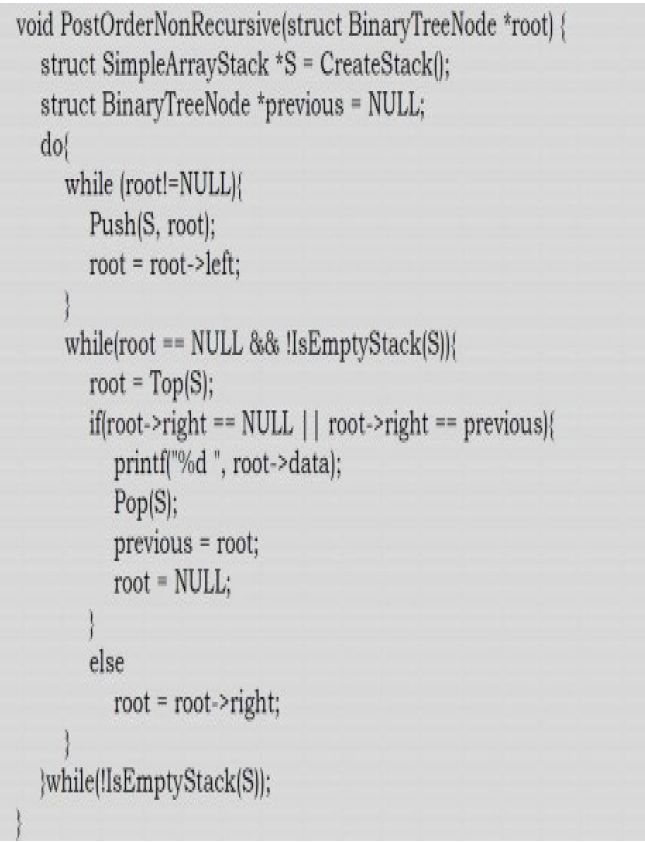 void PostOrderNonRecursive(struct BinaryTreeNode *root) {
struct SimpleArrayStack *S = CreateStack();
struct BinaryTreeNode *previous = NULL;
do{
while (root!=NULL){
Push(S, root);
root = root->left;
}
while(root == NULL && !IsEmptyStack(S)){
root = Top(S);
if(root->right == NULL || root->right == previous){
printf("%d ", root->data);
Pop(S);
previous = root;
root = NULL;
}
else
root = root->right;
}
}while(!IsEmptyStack(S));
}